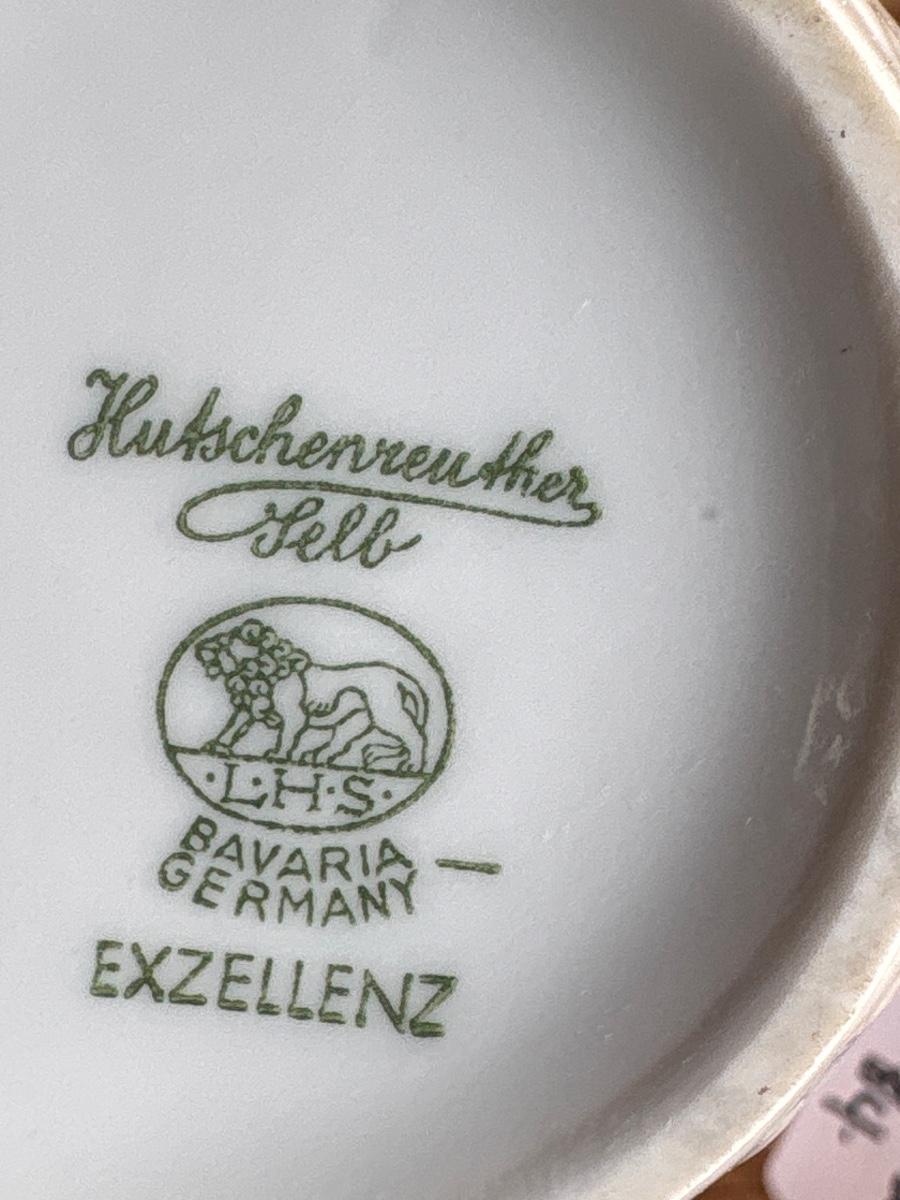 Hutschenreuther
Selb
·L·H·S·
BAVARIA
GERMANY
EXZELLENZ